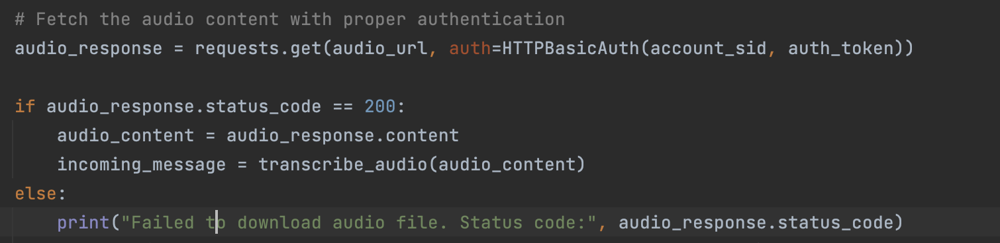 # Fetch the audio content with proper authentication
audio_response = requests.get(audio_url, auth=HTTPBasicAuth(account_sid, auth_token))
if audio_response.status_code == 200:
    audio_content = audio_response.content
    incoming_message = transcribe_audio(audio_content)
else:
    print("Failed to download audio file. Status code:", audio_response.status_code)